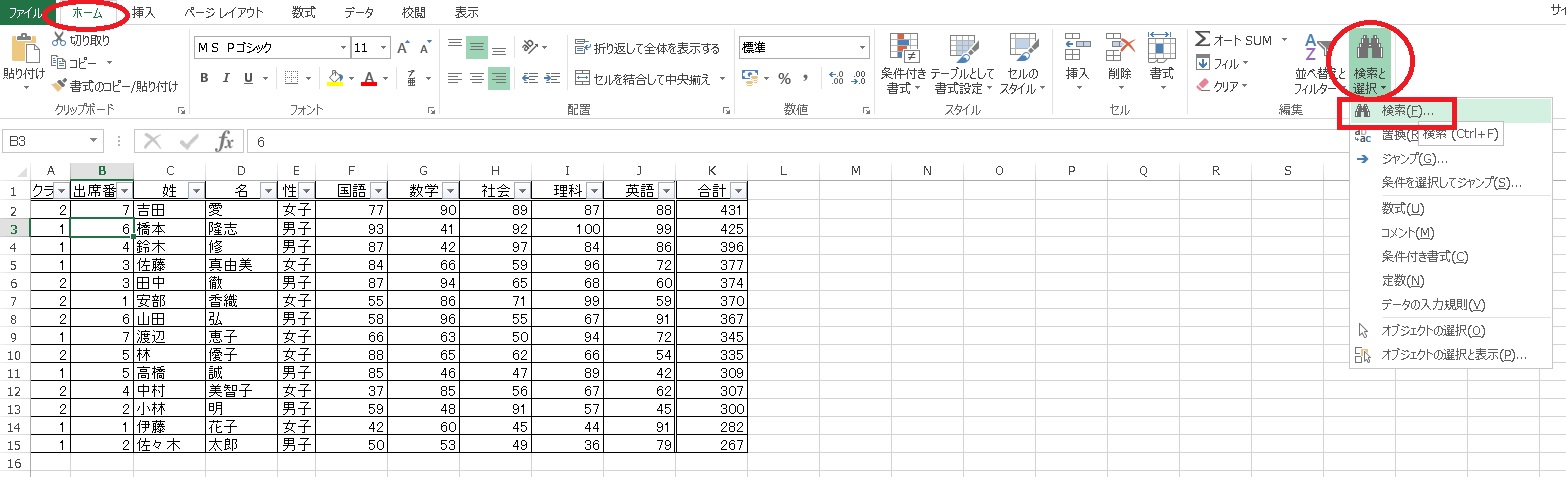 ファイル ホーム 挿入 ページ レイアウト 数式 データ 校閲 表示 サイ
切り取り ＭＳ Ｐゴシック 11 A A 折り返して全体を表示する 標準 オート SUM
コピー フィル
貼り付け 書式のコピー/貼り付け B I U A 亜 セルを結合して中央揃え % , 条件付き書式 テーブルとして書式設定 セルのスタイル 挿入 削除 書式 クリア 並べ替えとフィルター 検索と選択
クリップボード フォント 配置 数値 スタイル セル 編集
検索(F)...
検索 (Ctrl+F)
ジャンプ(G)...
条件を選択してジャンプ(S)...
数式(U)
コメント(M)
条件付き書式(C)
定数(N)
データの入力規則(V)
オブジェクトの選択(O)
オブジェクトの選択と表示(P)...
B3 fx 6
A B C D E F G H I J K L M N O P Q R S
1 クラ 出席番 姓 名 性 国語 数学 社会 理科 英語 合計
2 2 7 吉田 愛 女子 77 90 89 87 88 431
3 1 6 橋本 隆志 男子 93 41 92 100 99 425
4 1 4 鈴木 修 男子 87 42 97 84 86 396
5 1 3 佐藤 真由美 女子 84 66 59 96 72 377
6 2 3 田中 徹 男子 87 94 65 68 60 374
7 2 1 安部 香織 女子 55 86 71 99 59 370
8 2 6 山田 弘 男子 58 96 55 67 91 367
9 1 7 渡辺 恵子 女子 66 63 50 94 72 345
10 2 5 林 優子 女子 88 65 62 66 54 335
11 1 5 高橋 誠 男子 85 46 47 89 42 309
12 2 4 中村 美智子 女子 37 85 56 67 62 307
13 2 2 小林 明 男子 59 48 91 57 45 300
14 1 1 伊藤 花子 女子 42 60 45 44 91 282
15 1 2 佐々木 太郎 男子 50 53 49 36 79 267
16